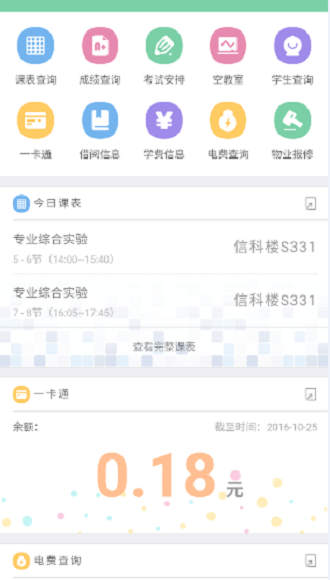 课表查询 成绩查询 考试安排 空教室 学生查询
一卡通 借阅信息 学费信息 电费查询 物业报修
今日课表
专业综合实验
5-6节（14:00~15:40）
信科楼S331
专业综合实验
7-8节（16:05~17:45）
信科楼S331
查看完整课表
一卡通
余额： 截至时间：2016-10-25
0.18元
电费查询